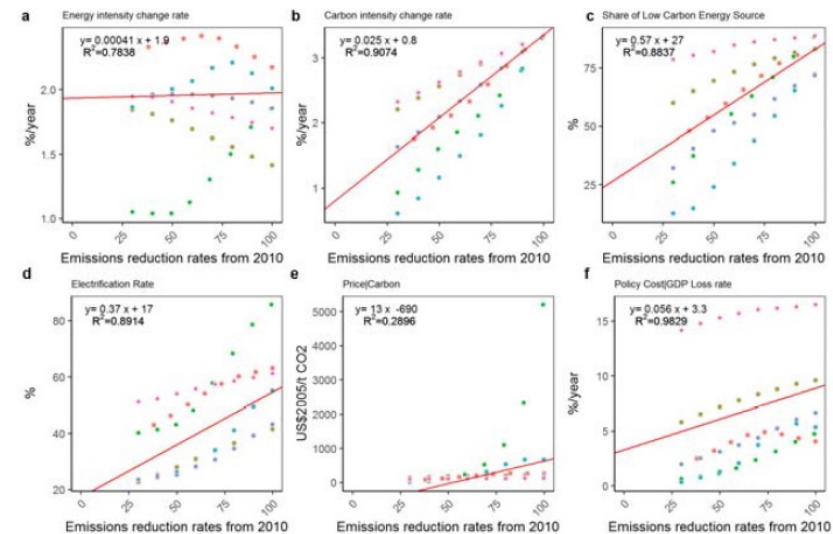 a Energy intensity change rate
y= 0.00041 x + 1.9
R²=0.7838
%/year
2.0
1.5
1.0
0 25 50 75 100
Emissions reduction rates from 2010
b Carbon intensity change rate
y= 0.025 x + 0.8
R²=0.9074
%/year
3
2
1
0 25 50 75 100
Emissions reduction rates from 2010
c Share of Low Carbon Energy Source
y= 0.57 x + 27
R²=0.8837
%
75
50
25
0 25 50 75 100
Emissions reduction rates from 2010
d Electrification Rate
y= 0.37 x + 17
R²=0.8914
%
80
60
40
20
0 25 50 75 100
Emissions reduction rates from 2010
e Price|Carbon
y= 13 x -690
R²=0.2896
US$2005/t CO2
5000
4000
3000
2000
1000
0
0 25 50 75 100
Emissions reduction rates from 2010
f Policy Cost|GDP Loss rate
y= 0.056 x + 3.3
R²=0.9829
%/year
15
10
5
0
0 25 50 75 100
Emissions reduction rates from 2010